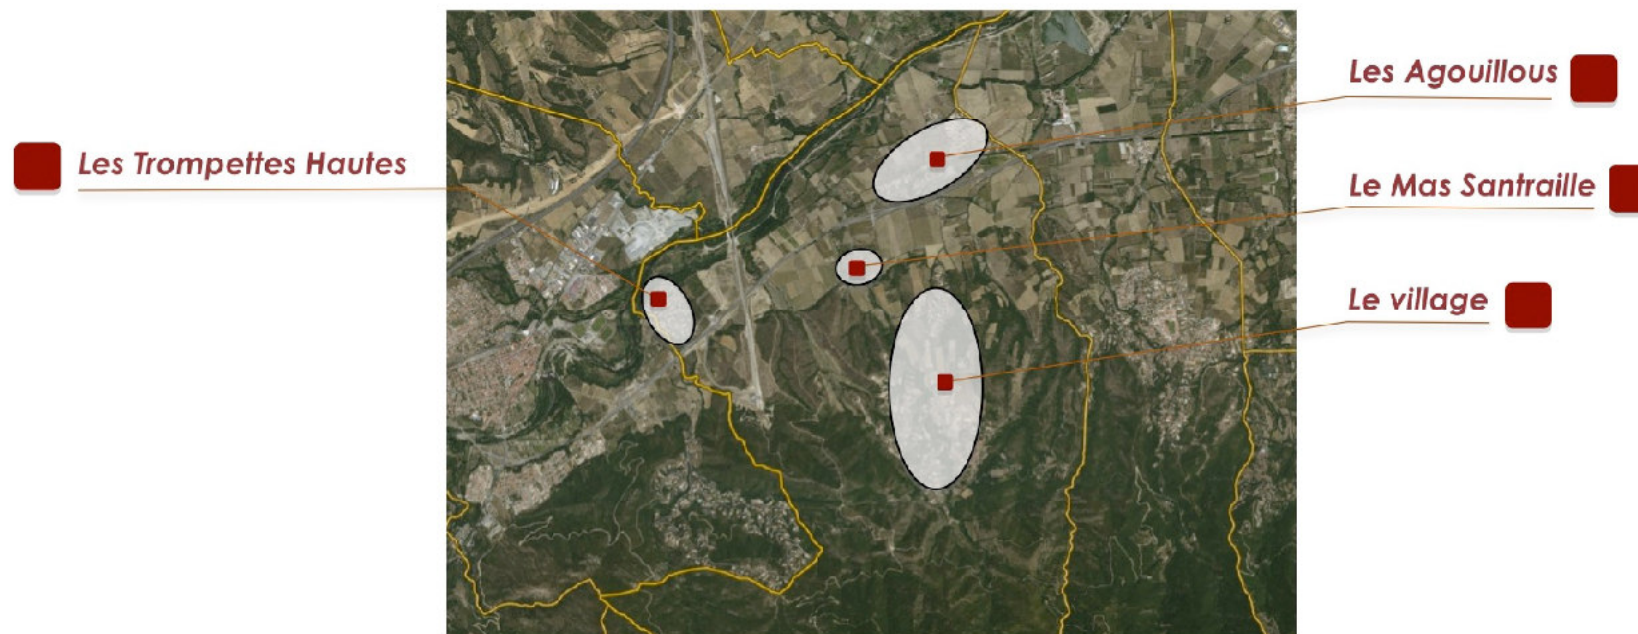 Les Agouillous
Les Trompettes Hautes
Le Mas Santraille
Le village